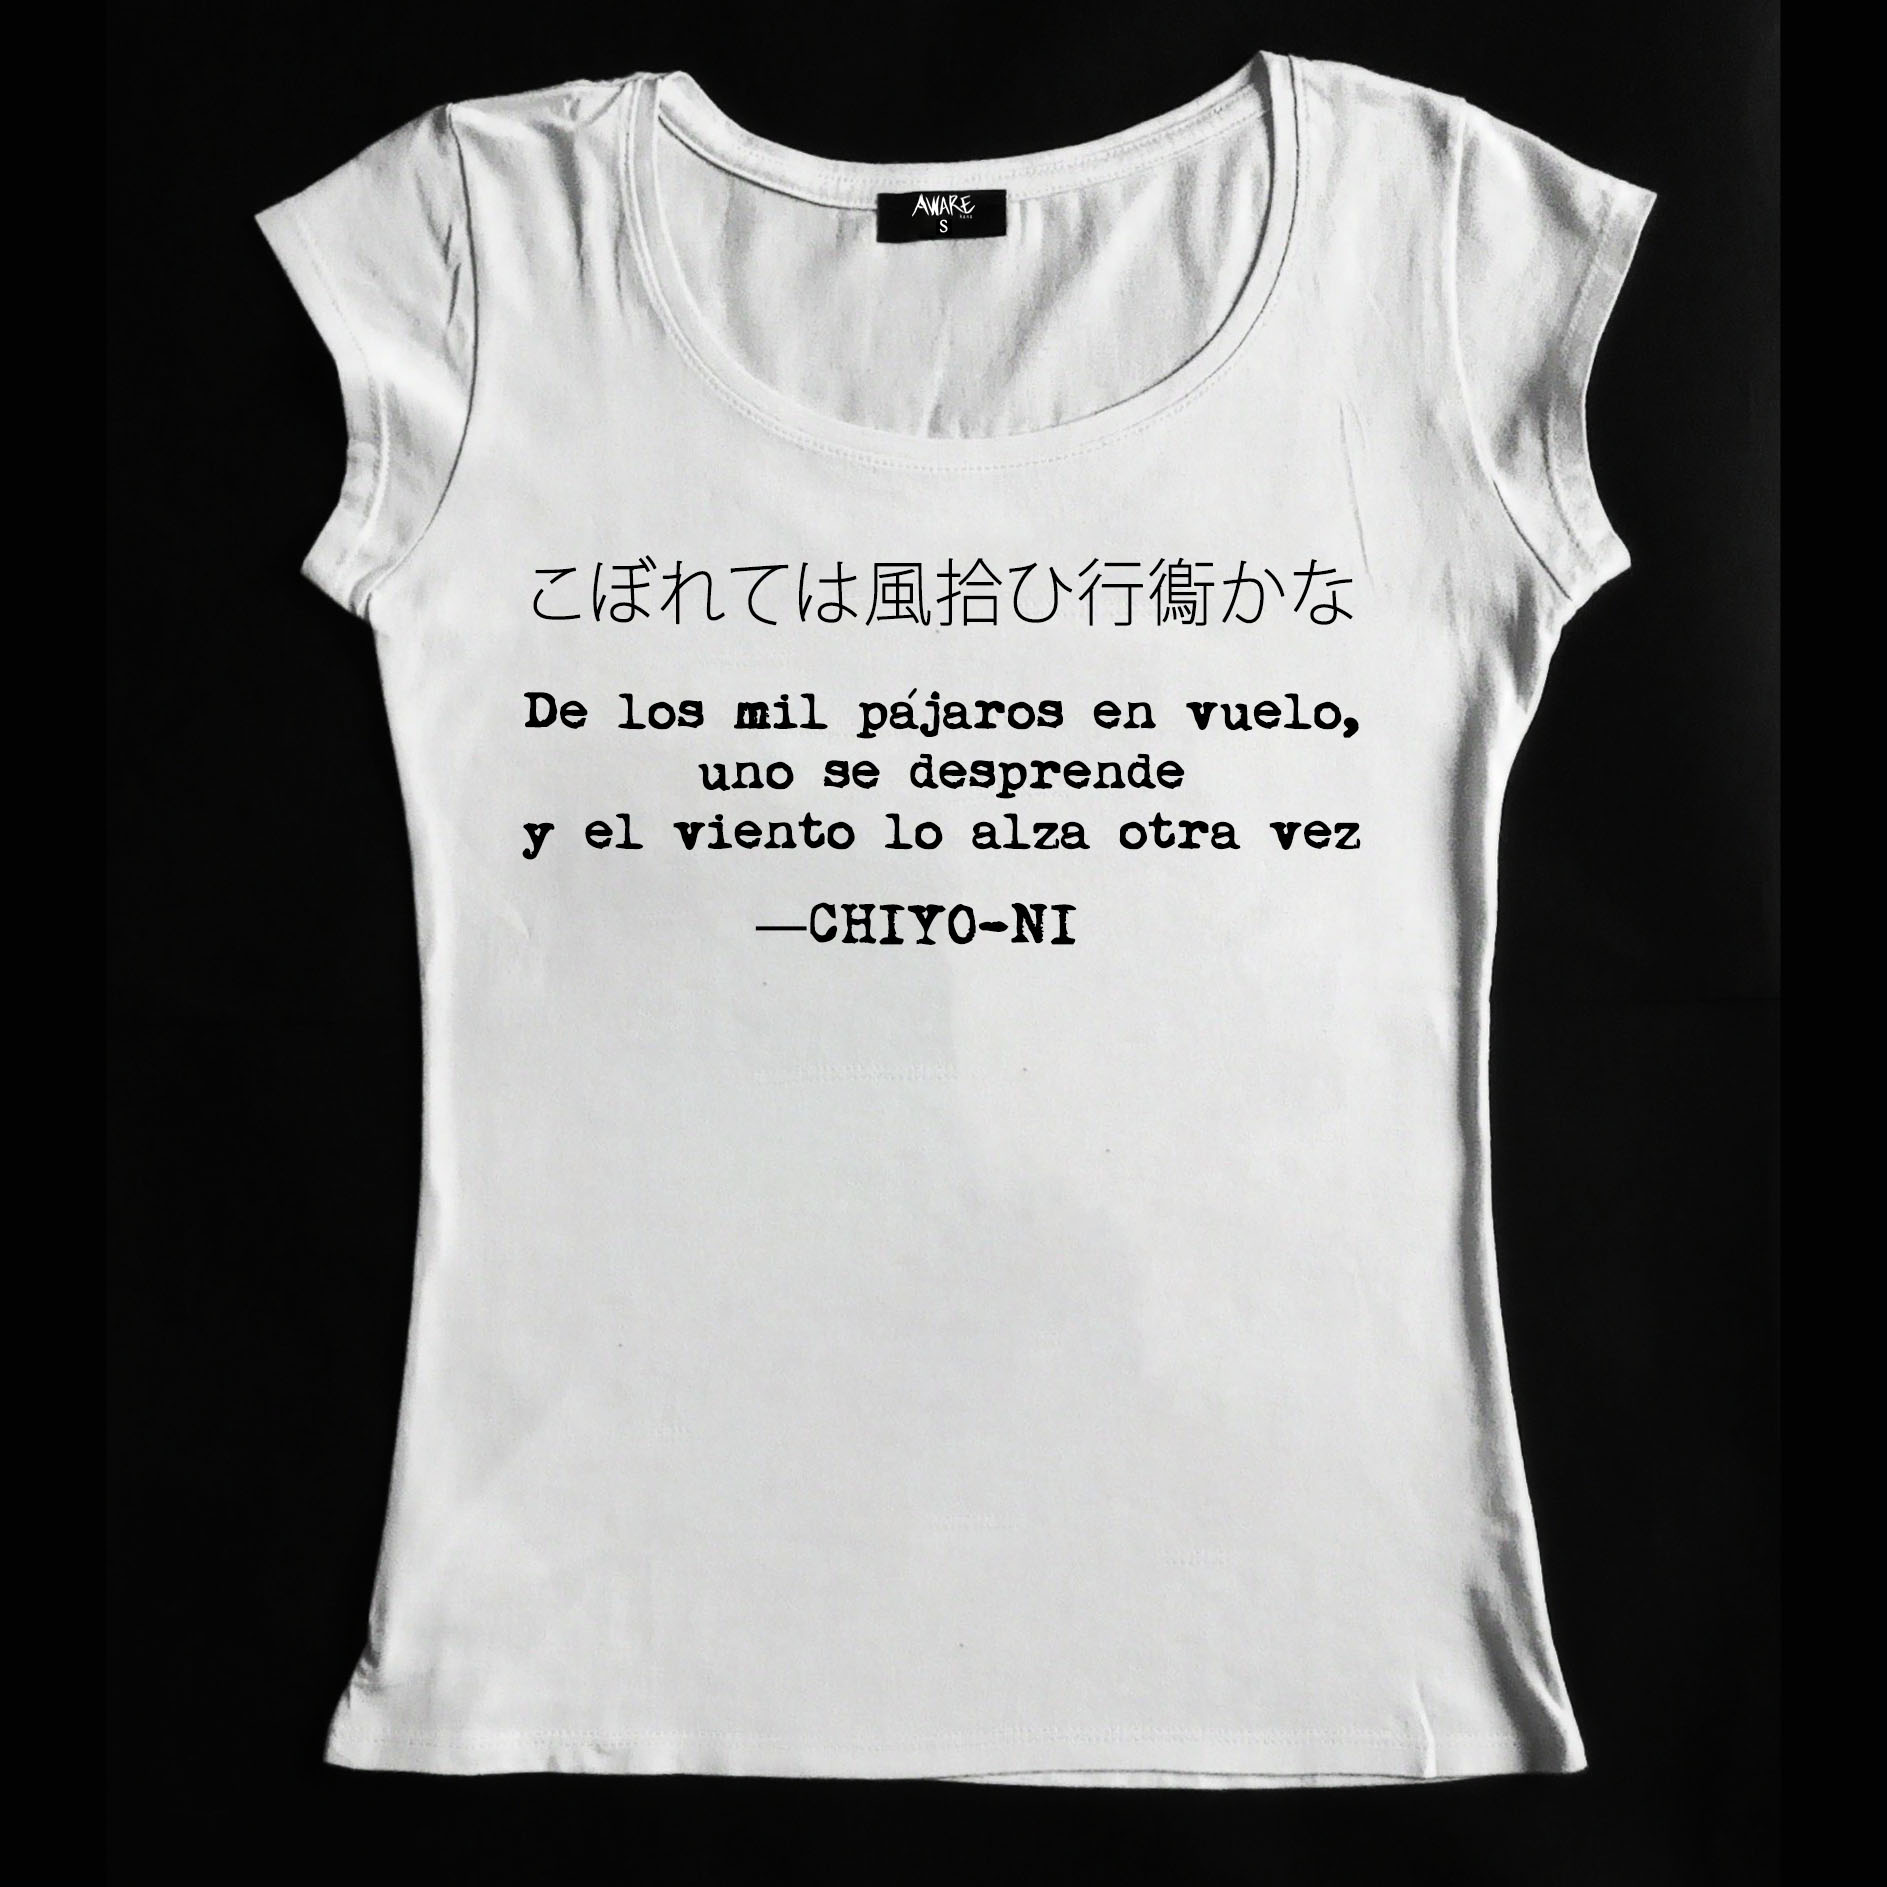 AWARE
S
こぼれては風拾ひ行鵆かな
De los mil pájaros en vuelo,
uno se desprende
y el viento lo alza otra vez
—CHIYO-NI